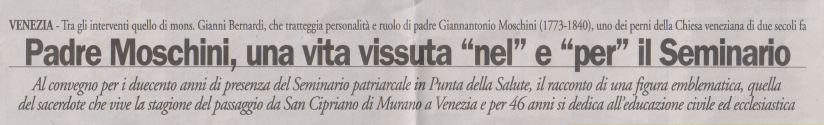 VENEZIA - Tra gli interventi quello di mons. Gianni Bernardi, che tratteggia personalità e ruolo di padre Giannantonio Moschini (1773-1840), uno dei perni della Chiesa veneziana di due secoli fa
Padre Moschini, una vita vissuta “nel” e “per” il Seminario
Al convegno per i duecento anni di presenza del Seminario patriarcale in Punta della Salute, il racconto di una figura emblematica, quella
del sacerdote che vive la stagione del passaggio da San Cipriano di Murano a Venezia e per 46 anni si dedica all'educazione civile ed ecclesiastica